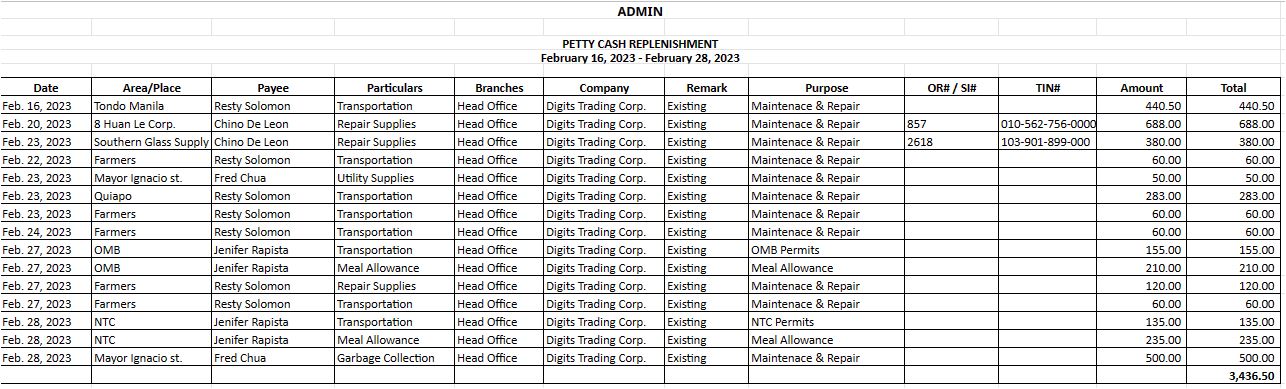 ADMIN
PETTY CASH REPLENISHMENT
February 16, 2023 - February 28, 2023
Date Area/Place Payee Particulars Branches Company Remark Purpose OR# / SI# TIN# Amount Total
Feb. 16, 2023 Tondo Manila Resty Solomon Transportation Head Office Digits Trading Corp. Existing Maintenace & Repair 440.50 440.50
Feb. 20, 2023 8 Huan Le Corp. Chino De Leon Repair Supplies Head Office Digits Trading Corp. Existing Maintenace & Repair 857 010-562-756-0000 688.00 688.00
Feb. 23, 2023 Southern Glass Supply Chino De Leon Repair Supplies Head Office Digits Trading Corp. Existing Maintenace & Repair 2618 103-901-899-000 380.00 380.00
Feb. 22, 2023 Farmers Resty Solomon Transportation Head Office Digits Trading Corp. Existing Maintenace & Repair 60.00 60.00
Feb. 23, 2023 Mayor Ignacio st. Fred Chua Utility Supplies Head Office Digits Trading Corp. Existing Maintenace & Repair 50.00 50.00
Feb. 23, 2023 Quiapo Resty Solomon Transportation Head Office Digits Trading Corp. Existing Maintenace & Repair 283.00 283.00
Feb. 23, 2023 Farmers Resty Solomon Transportation Head Office Digits Trading Corp. Existing Maintenace & Repair 60.00 60.00
Feb. 24, 2023 Farmers Resty Solomon Transportation Head Office Digits Trading Corp. Existing Maintenace & Repair 60.00 60.00
Feb. 27, 2023 OMB Jenifer Rapista Transportation Head Office Digits Trading Corp. Existing OMB Permits 155.00 155.00
Feb. 27, 2023 OMB Jenifer Rapista Meal Allowance Head Office Digits Trading Corp. Existing Meal Allowance 210.00 210.00
Feb. 27, 2023 Farmers Resty Solomon Repair Supplies Head Office Digits Trading Corp. Existing Maintenace & Repair 120.00 120.00
Feb. 27, 2023 Farmers Resty Solomon Transportation Head Office Digits Trading Corp. Existing Maintenace & Repair 60.00 60.00
Feb. 28, 2023 NTC Jenifer Rapista Transportation Head Office Digits Trading Corp. Existing NTC Permits 135.00 135.00
Feb. 28, 2023 NTC Jenifer Rapista Meal Allowance Head Office Digits Trading Corp. Existing Meal Allowance 235.00 235.00
Feb. 28, 2023 Mayor Ignacio st. Fred Chua Garbage Collection Head Office Digits Trading Corp. Existing Maintenace & Repair 500.00 500.00
3,436.50